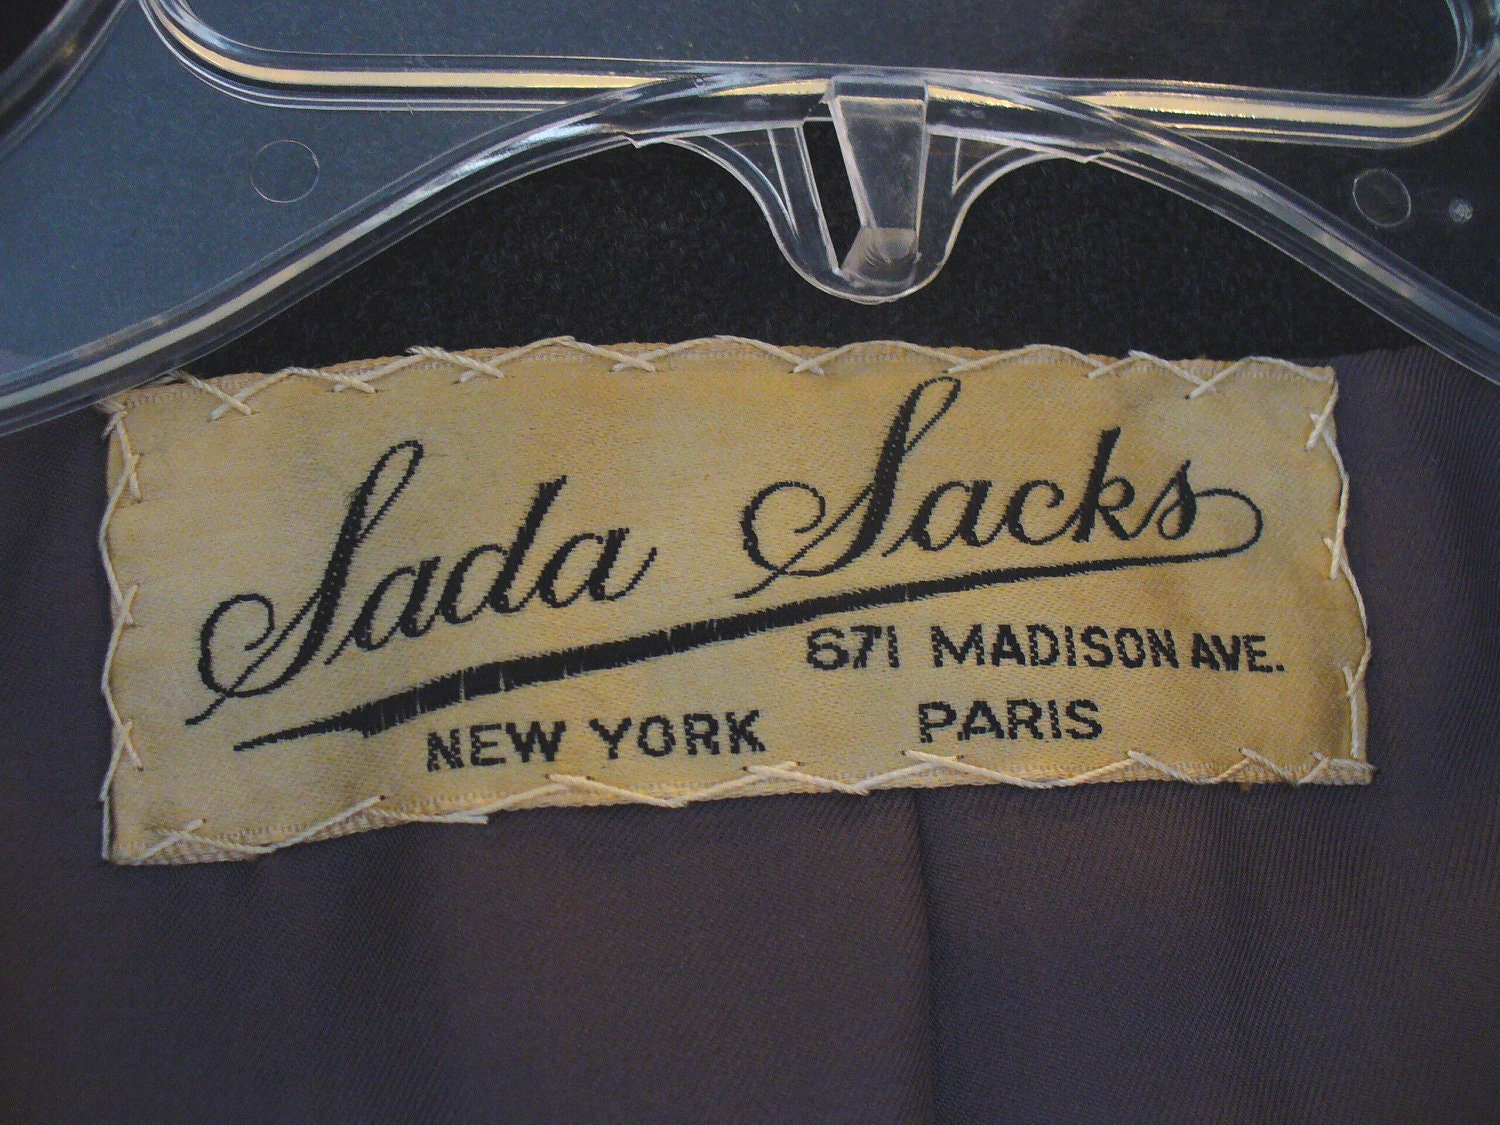 Sada Sacks
671 MADISON AVE.
NEW YORK PARIS